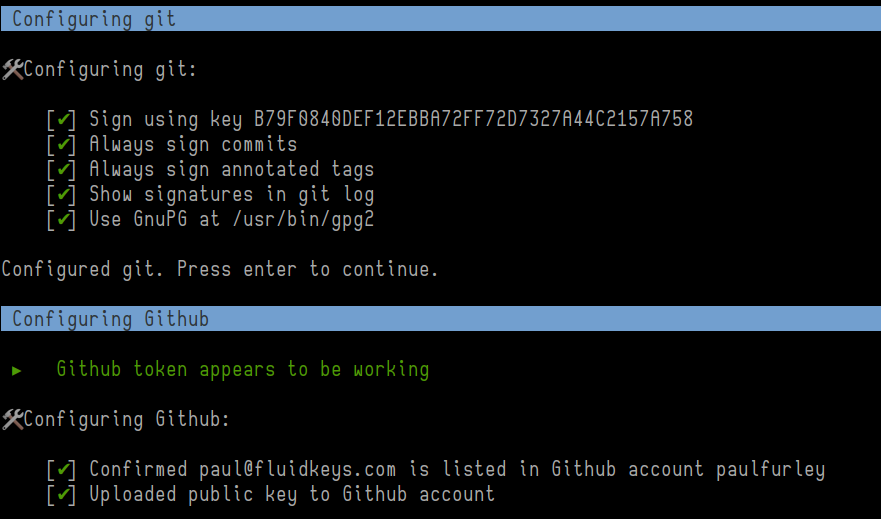 Configuring git
Configuring git:
[✔] Sign using key B79F0840DEF12EBBA72FF72D7327A44C2157A758
[✔] Always sign commits
[✔] Always sign annotated tags
[✔] Show signatures in git log
[✔] Use GnuPG at /usr/bin/gpg2
Configured git. Press enter to continue.
Configuring Github
▸ Github token appears to be working
Configuring Github:
[✔] Confirmed paul@fluidkeys.com is listed in Github account paulfurley
[✔] Uploaded public key to Github account